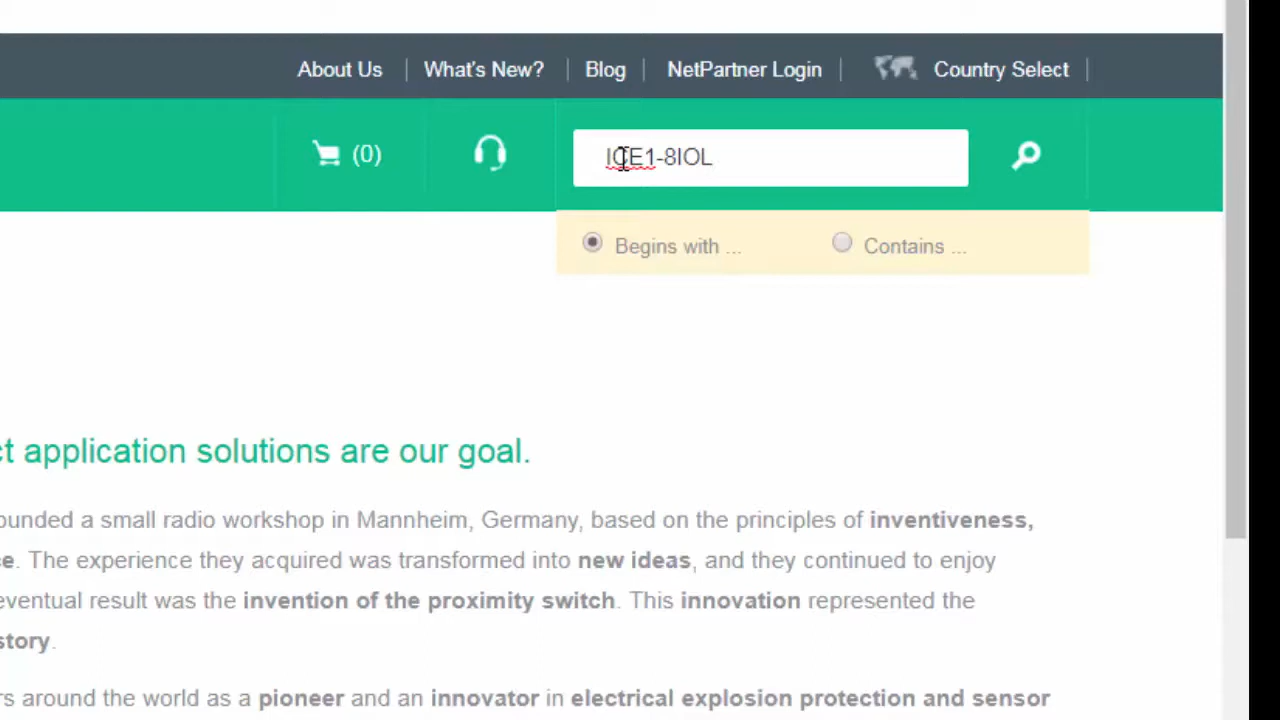 About Us | What's New? | Blog | NetPartner Login | Country Select |
(0) ICE1-8IOL
Begins with ... Contains ...
ct application solutions are our goal.
ounded a small radio workshop in Mannheim, Germany, based on the principles of inventiveness,
ce. The experience they acquired was transformed into new ideas, and they continued to enjoy
eventual result was the invention of the proximity switch. This innovation represented the
story.
rs around the world as a pioneer and an innovator in electrical explosion protection and sensor